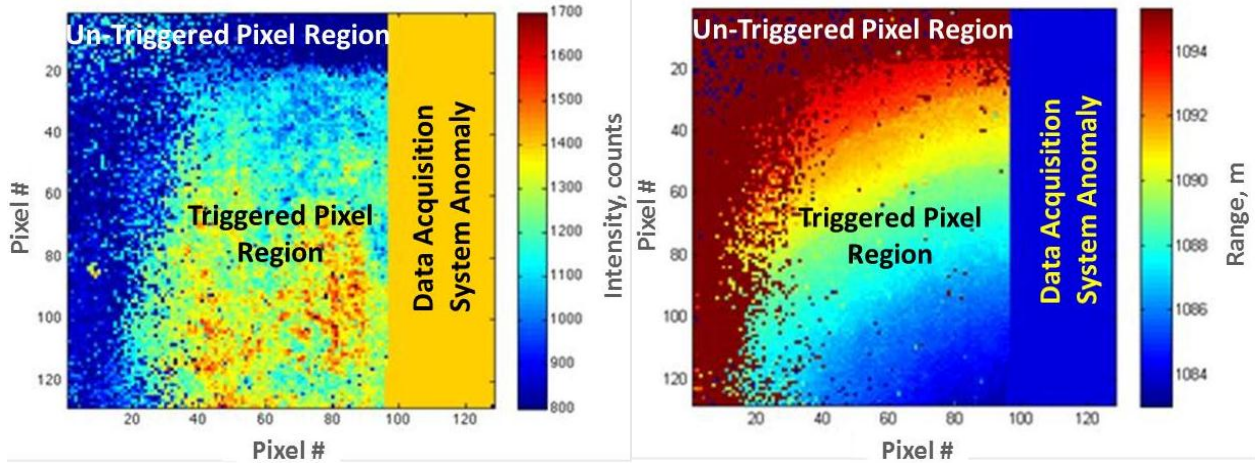 Un-Triggered Pixel Region
Triggered Pixel
Region
Data Acquisition
System Anomaly
20
40
60
80
100
120
Pixel #
20
40
60
80
100
120
Pixel #
1700
1600
1500
1400
1300
1200
1100
1000
900
800
Intensity, counts
Un-Triggered Pixel Region
Triggered Pixel
Region
Data Acquisition
System Anomaly
20
40
60
80
100
120
Pixel #
20
40
60
80
100
120
Pixel #
1094
1092
1090
1088
1086
1084
Range, m